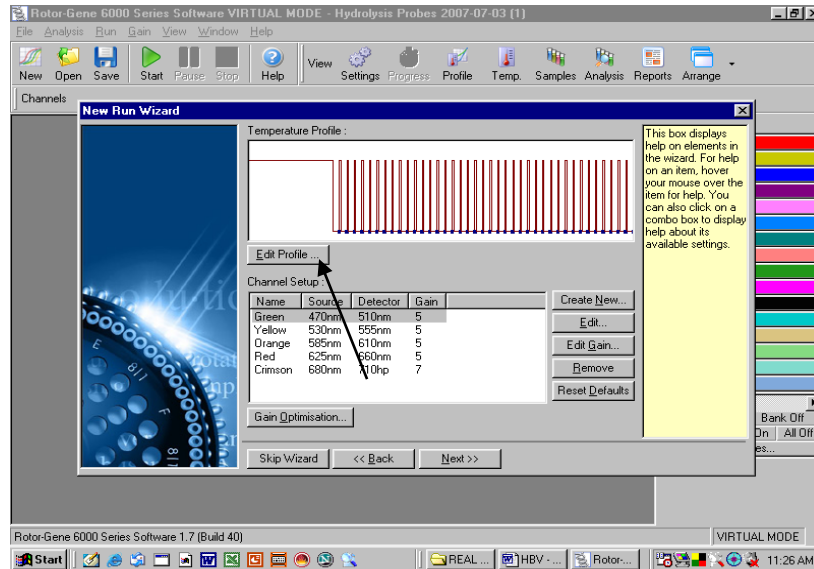 Rotor-Gene 6000 Series Software VIRTUAL MODE - Hydrolysis Probes 2007-07-03 (1)
File Analysis Run Gain View Window Help
New Open Save Start Pause Stop Help View Settings Progress Profile Temp. Samples Analysis Reports Arrange
Channels
New Run Wizard
Temperature Profile :
Edit Profile ...
Channel Setup :
Name Source Detector Gain
Green 470nm 510nm 5
Yellow 530nm 555nm 5
Orange 585nm 610nm 5
Red 625nm 660nm 5
Crimson 680nm 710hp 7
Create New...
Edit...
Edit Gain...
Remove
Reset Defaults
Gain Optimisation...
Skip Wizard << Back Next >>
This box displays
help on elements in
the wizard. For help
on an item, hover
your mouse over the
item for help. You
can also click on a
combo box to display
help about its
available settings.
Bank Off
On All Off
es...
Rotor-Gene 6000 Series Software 1.7 (Build 40)
VIRTUAL MODE
Start REAL ... HBV - ... Rotor-... 11:26 AM